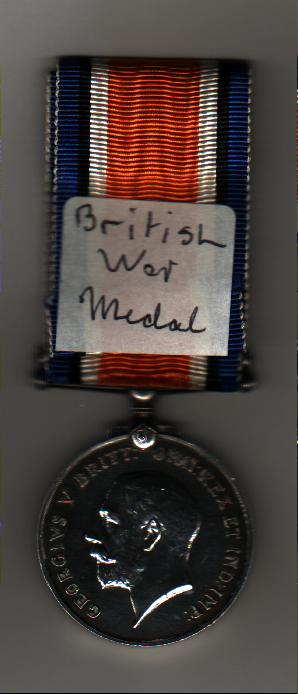 British
War
Medal
GEORGIVS V BRITT: OMN:REX ET IND:IMP: